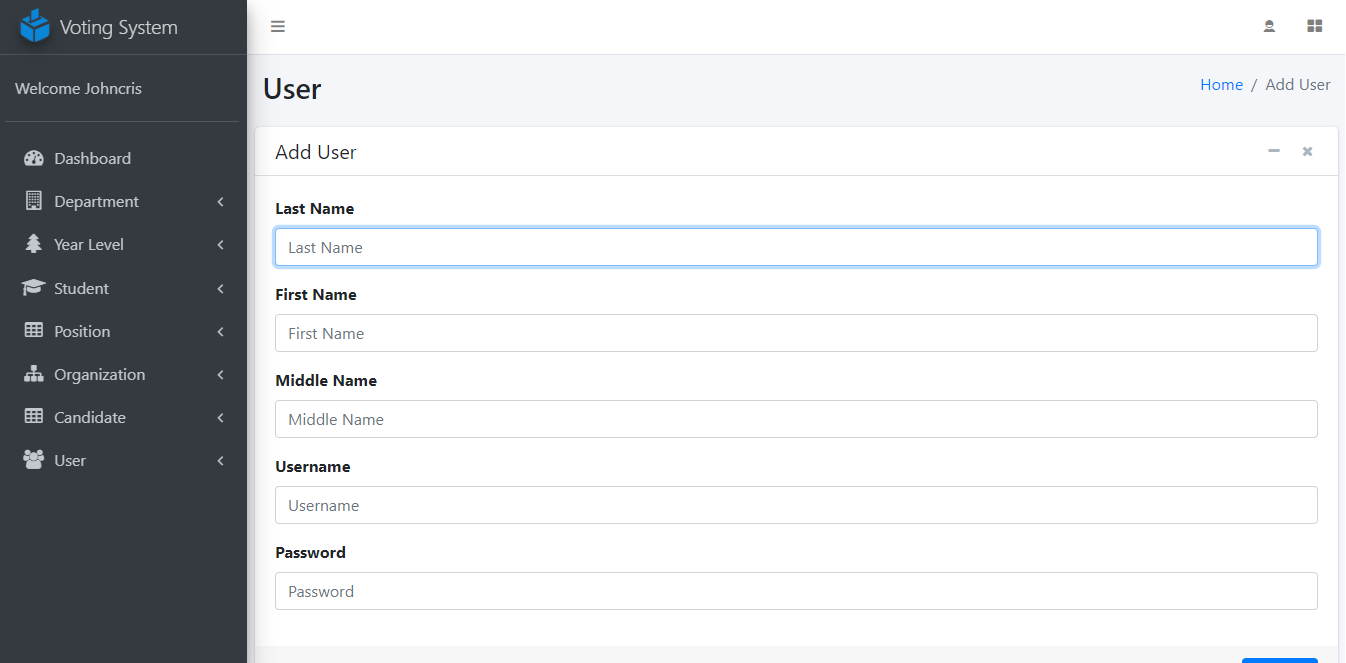 Voting System
Welcome Johncris
Dashboard
Department
Year Level
Student
Position
Organization
Candidate
User
User
Home / Add User
Add User
Last Name
Last Name
First Name
First Name
Middle Name
Middle Name
Username
Username
Password
Password